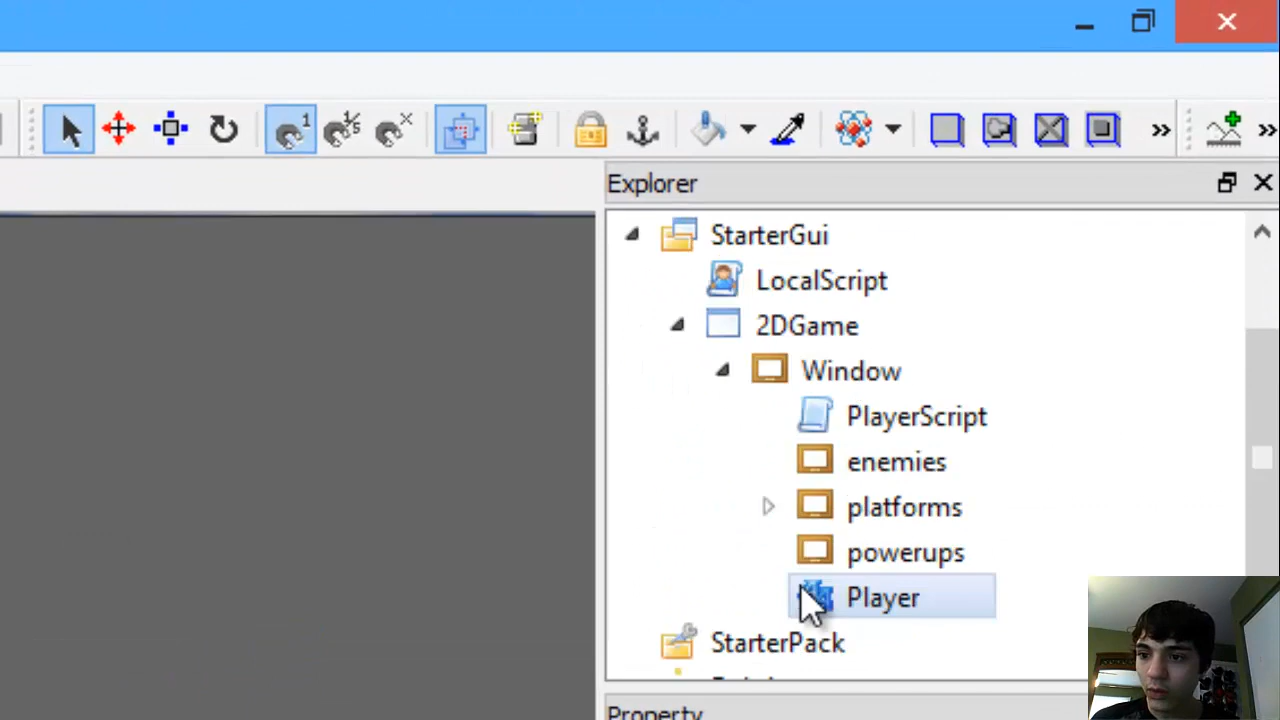 Explorer
StarterGui
LocalScript
2DGame
Window
PlayerScript
enemies
platforms
powerups
Player
StarterPack
Property